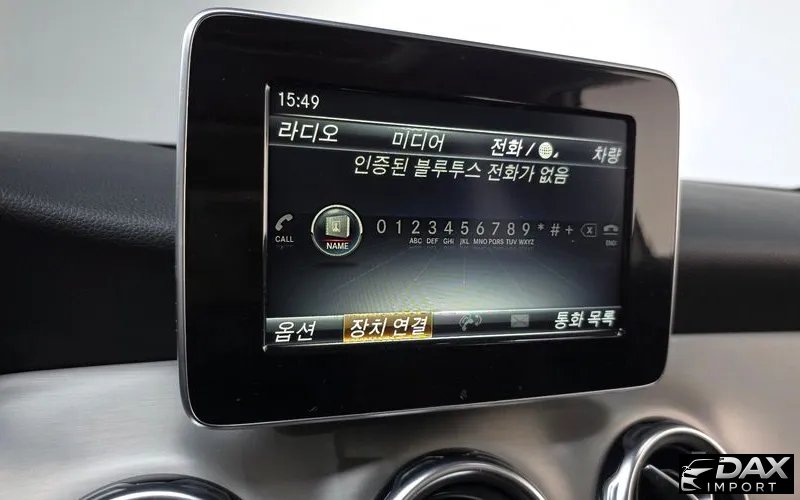 15:49
라디오 미디어 전화 / 차량
인증된 블루투스 전화가 없음
CALL NAME 0 1 2 3 4 5 6 7 8 9 * # + X END
ABC DEF GHI JKL MNO PQRS TUV WXYZ
옵션 장치 연결 통화 목록
DAX
IMPORT